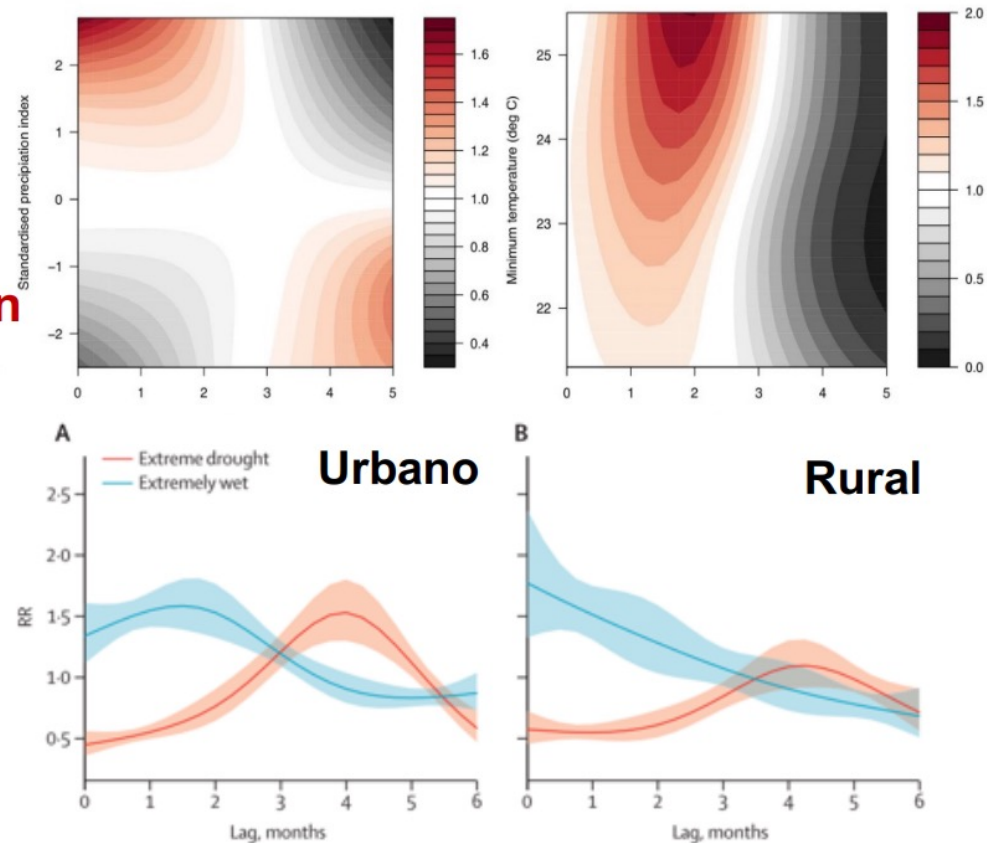 Standardised precipiation index
2
1
0
−1
−2
0 1 2 3 4 5
1.6
1.4
1.2
1.0
0.8
0.6
0.4
Minimum temperature (deg C)
25
24
23
22
0 1 2 3 4 5
2.0
1.5
1.0
0.5
0.0
n
A
Extreme drought
Extremely wet
Urbano
RR
2·5
2·0
1·5
1·0
0·5
0 1 2 3 4 5 6
Lag, months
B
Rural
0 1 2 3 4 5 6
Lag, months